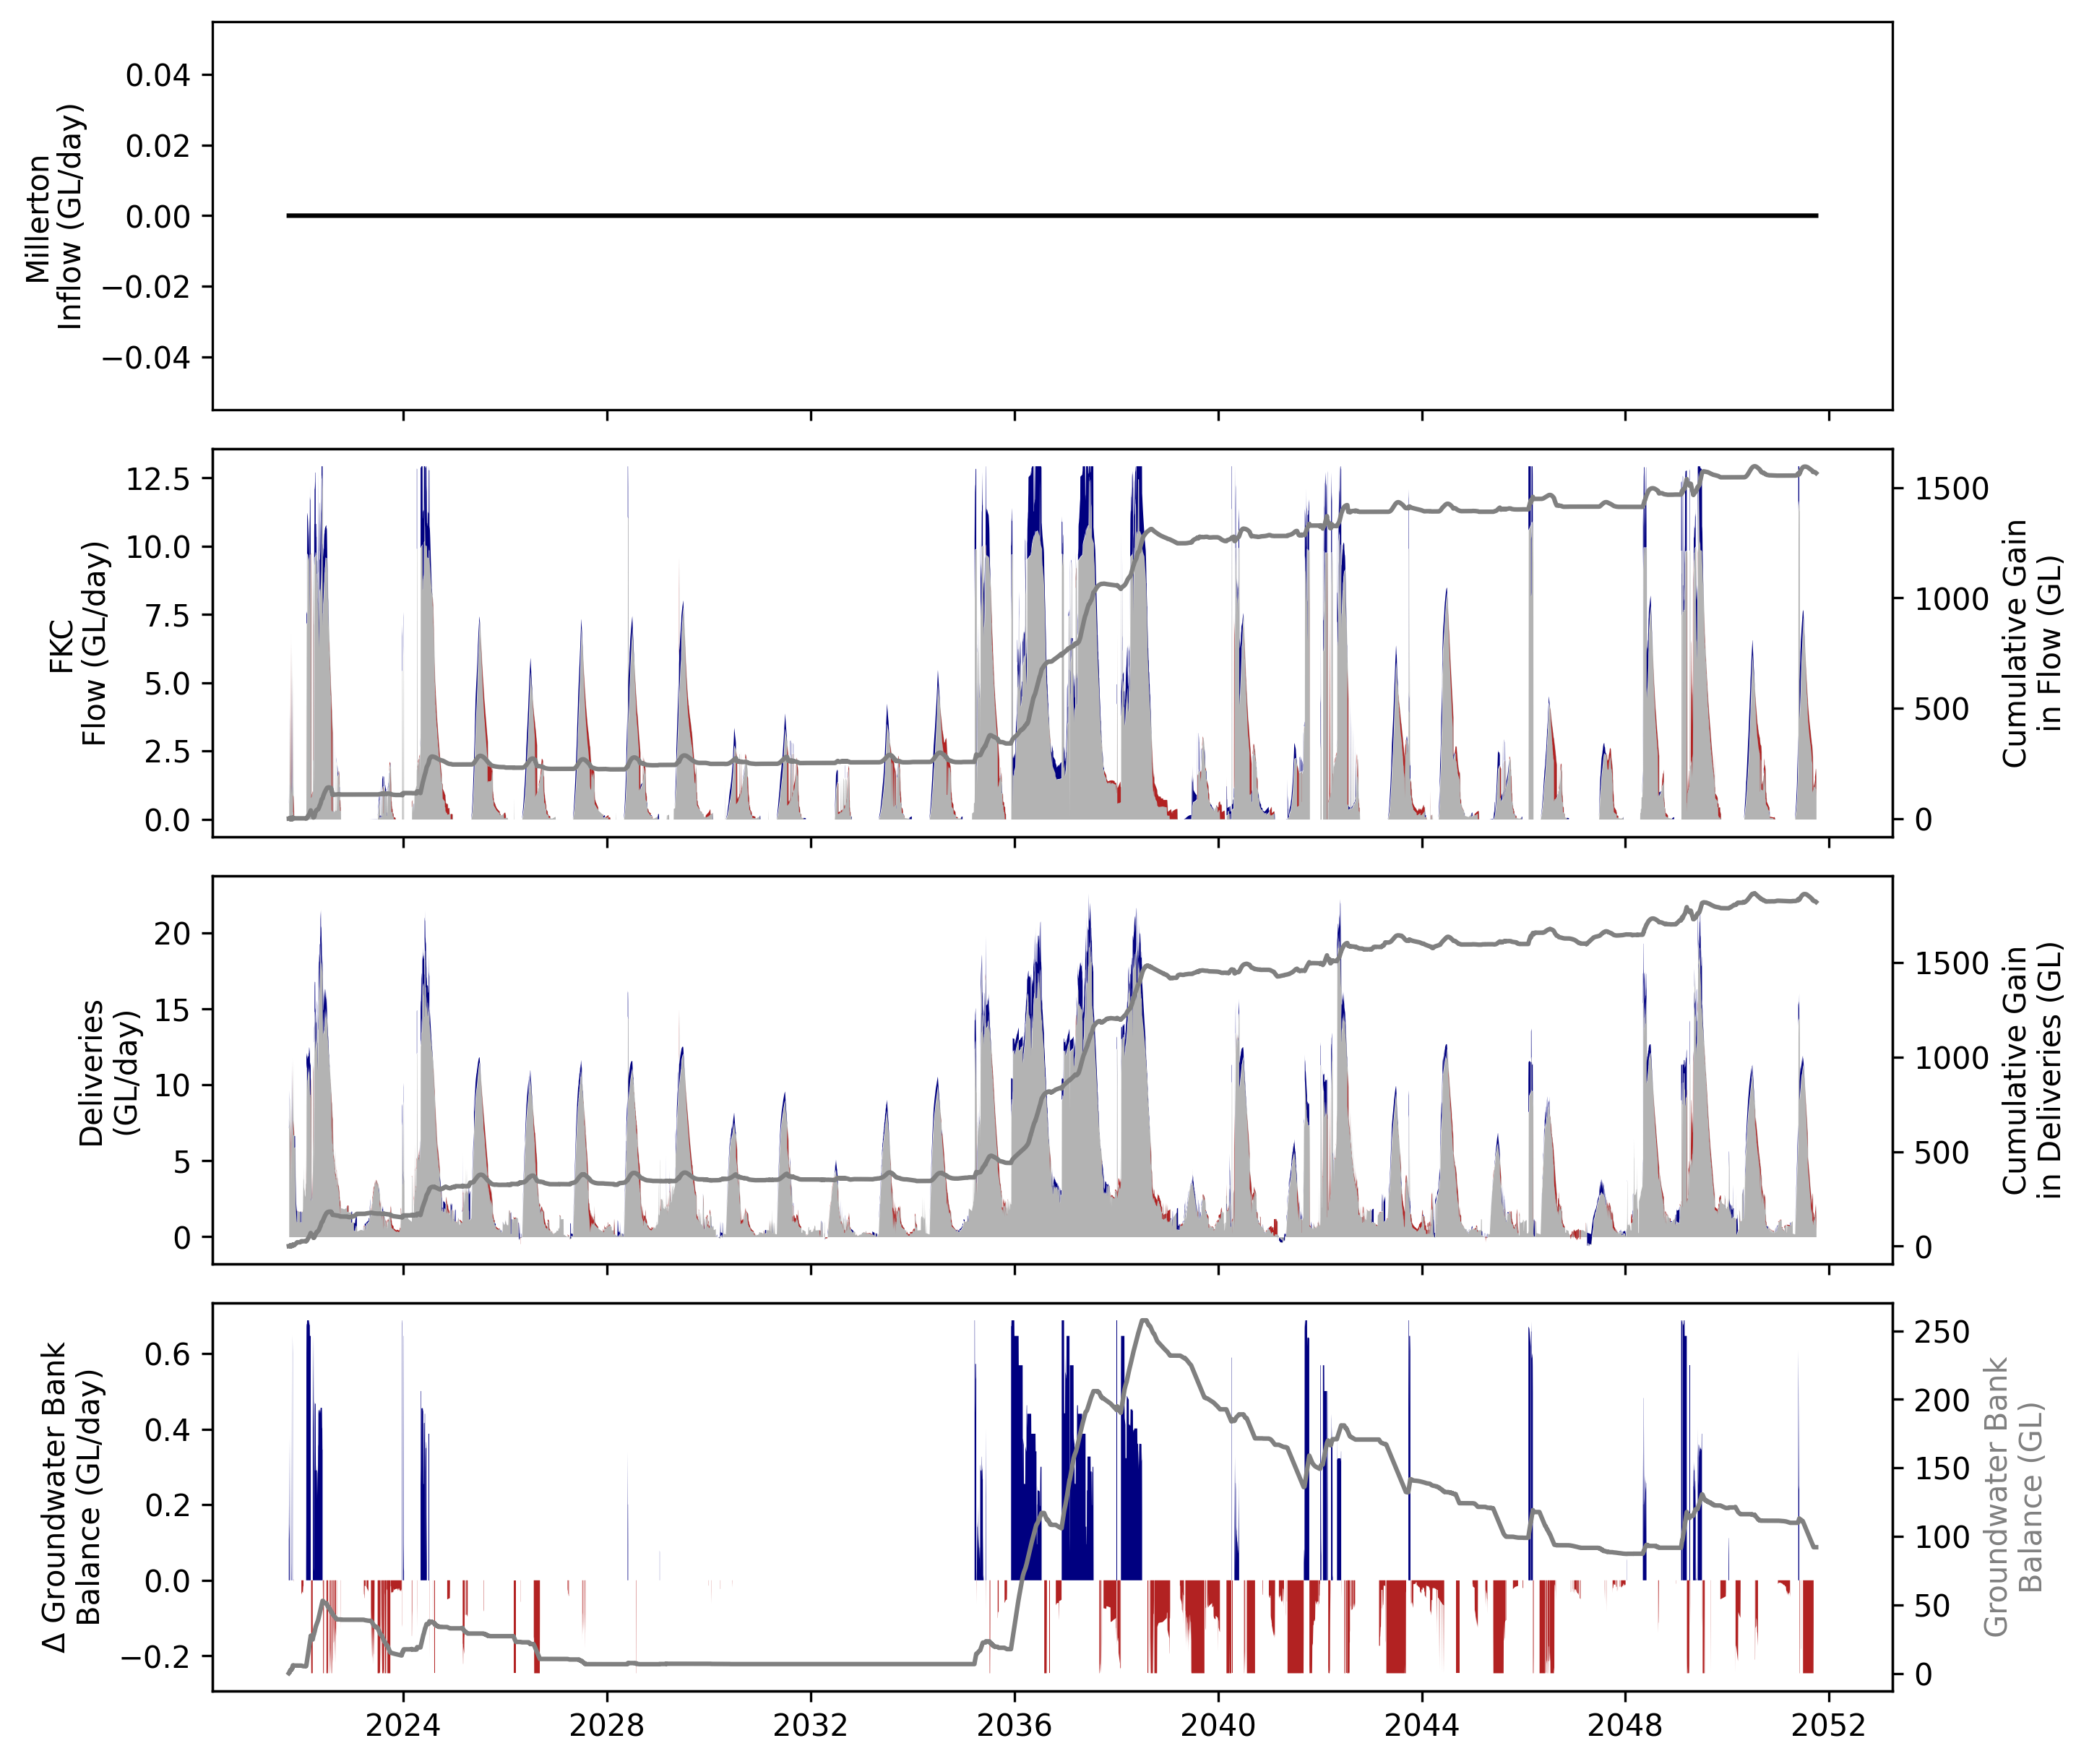 Millerton
Inflow (GL/day)
0.04
0.02
0.00
−0.02
−0.04
FKC
Flow (GL/day)
12.5
10.0
7.5
5.0
2.5
0.0
1500
1000
500
0
Cumulative Gain
in Flow (GL)
Deliveries
(GL/day)
20
15
10
5
0
1500
1000
500
0
Cumulative Gain
in Deliveries (GL)
Δ Groundwater Bank
Balance (GL/day)
0.6
0.4
0.2
0.0
−0.2
250
200
150
100
50
0
Groundwater Bank
Balance (GL)
2024 2028 2032 2036 2040 2044 2048 2052